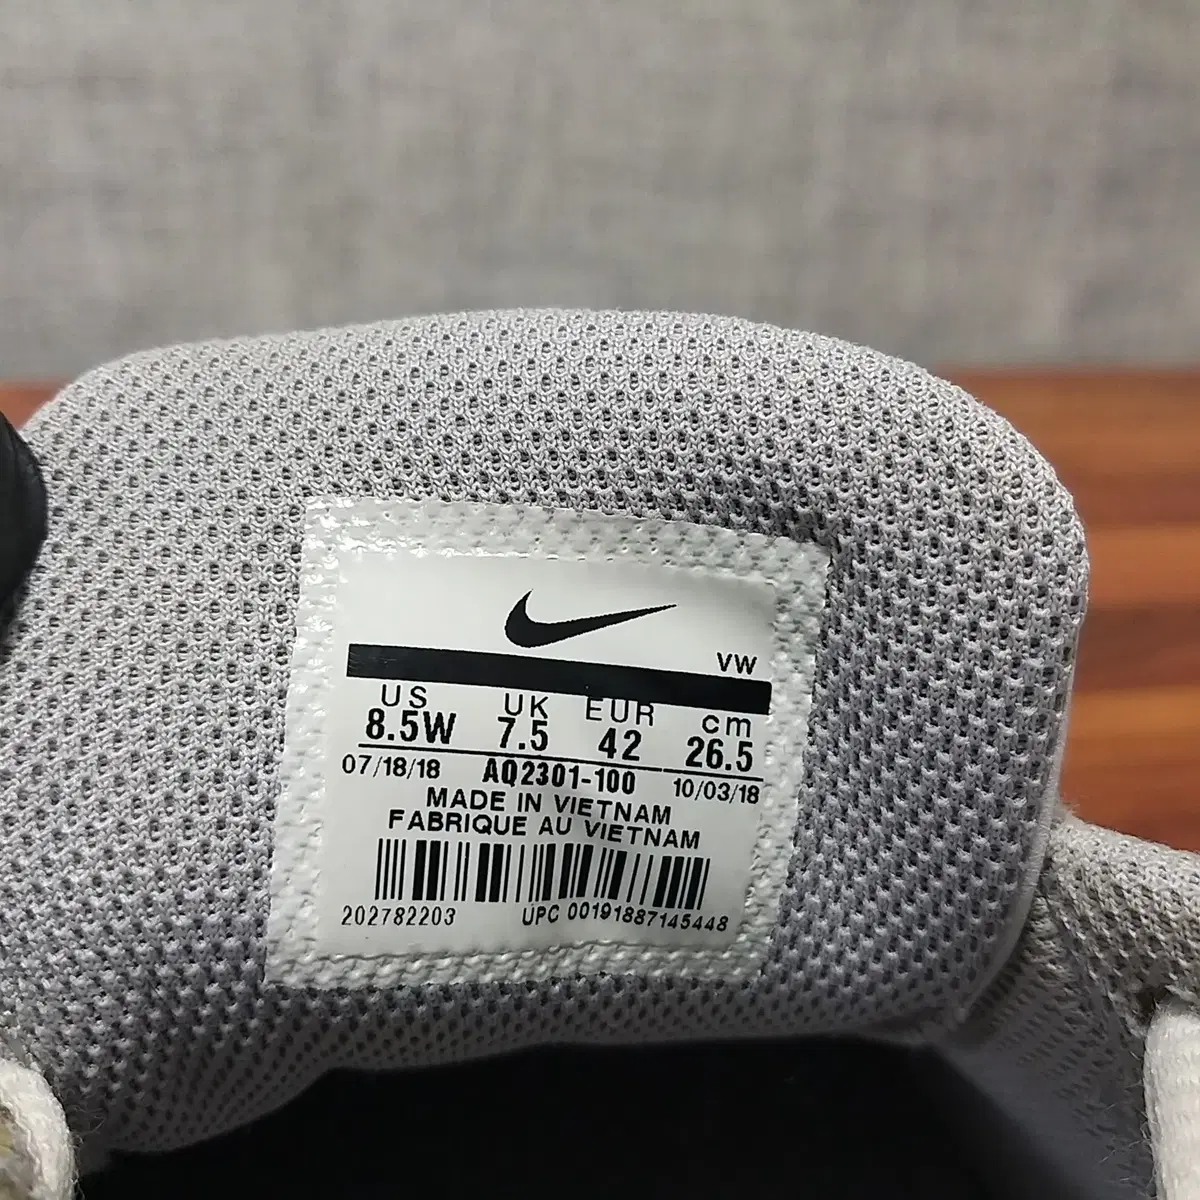 VW
US UK EUR cm
8.5W 7.5 42 26.5
07/18/18 AQ2301-100 10/03/18
MADE IN VIETNAM
FABRIQUE AU VIETNAM
202782203 UPC 00191887145448